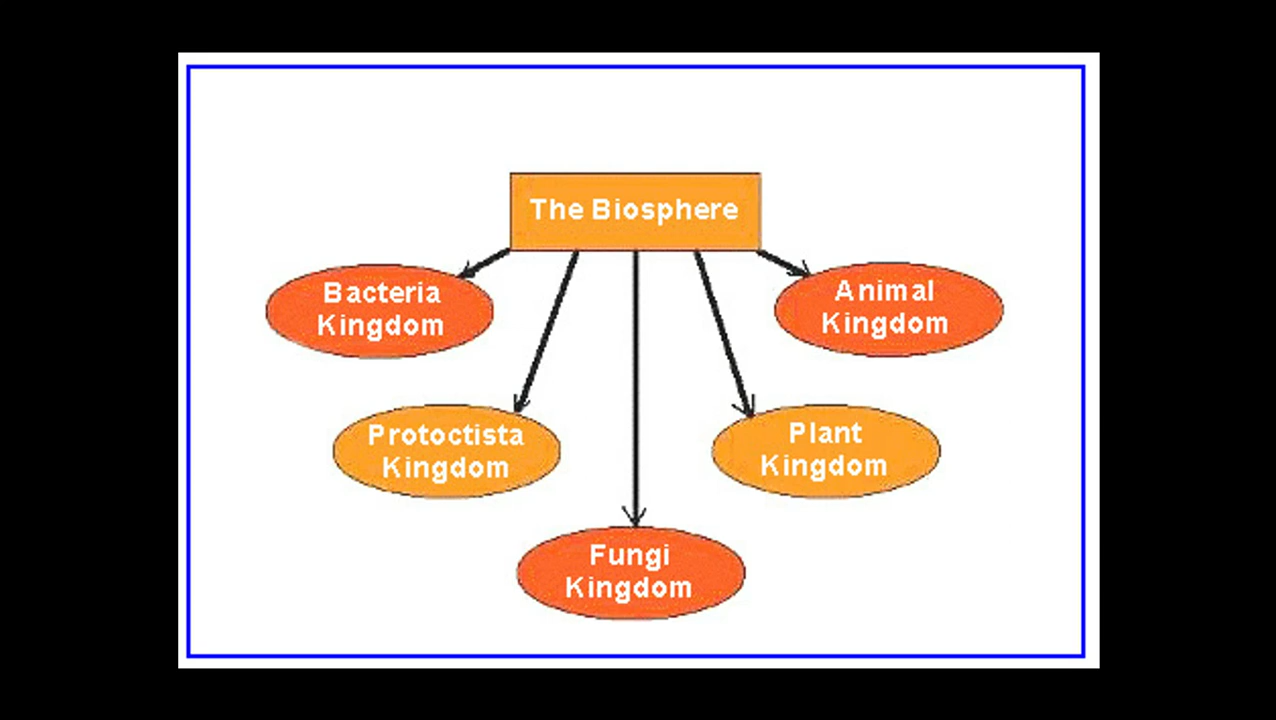 The Biosphere
Bacteria
Kingdom
Animal
Kingdom
Protoctista
Kingdom
Plant
Kingdom
Fungi
Kingdom